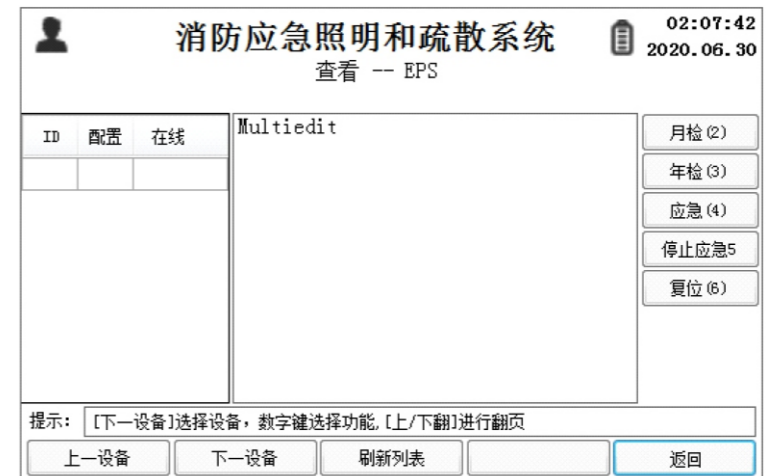 消防应急照明和疏散系统
02:07:42
查看 -- EPS
2020.06.30
ID 配置 在线
Multiedit
月检(2)
年检(3)
应急(4)
停止应急5
复位(6)
提示: [下一设备]选择设备，数字键选择功能,[上/下翻]进行翻页
上一设备 下一设备 刷新列表 返回